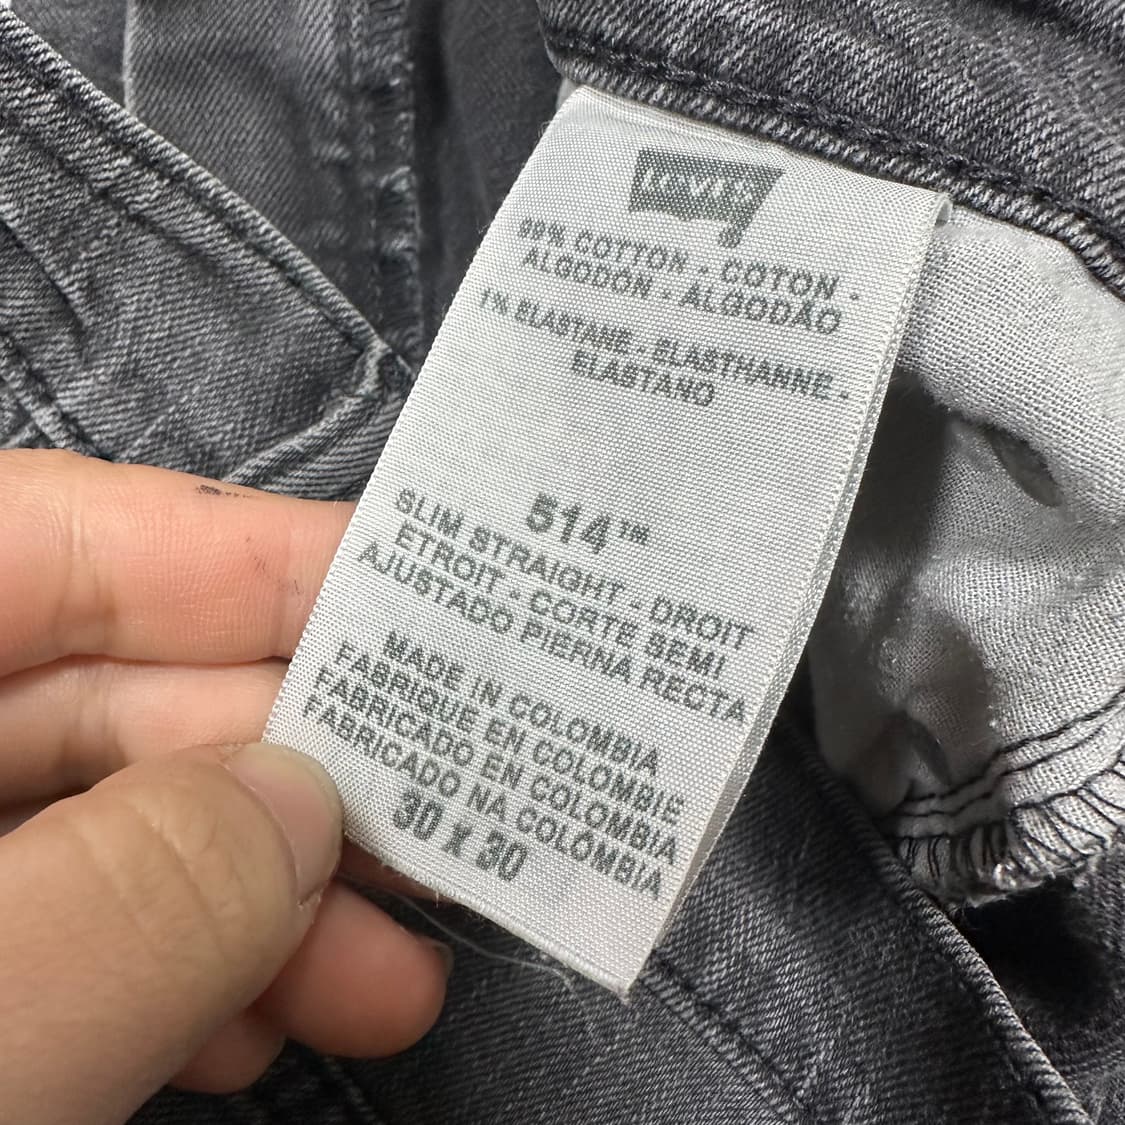 LEVI'S
99% COTTON - COTON -
ALGODON - ALGODÃO
1% ELASTANE - ELASTHANNE -
ELASTANO
514™
SLIM STRAIGHT - DROIT
ETROIT - CORTE SEMI
AJUSTADO PIERNA RECTA
MADE IN COLOMBIA
FABRIQUE EN COLOMBIE
FABRICADO EN COLOMBIA
FABRICADO NA COLÔMBIA
30 X 30